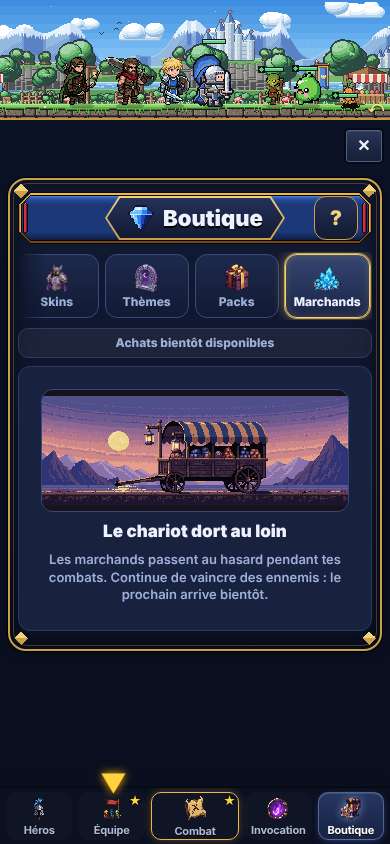 ✕
Boutique
?
Skins
Thèmes
Packs
Marchands
Achats bientôt disponibles
Le chariot dort au loin
Les marchands passent au hasard pendant tes
combats. Continue de vaincre des ennemis : le
prochain arrive bientôt.
Héros
Équipe
Combat
Invocation
Boutique